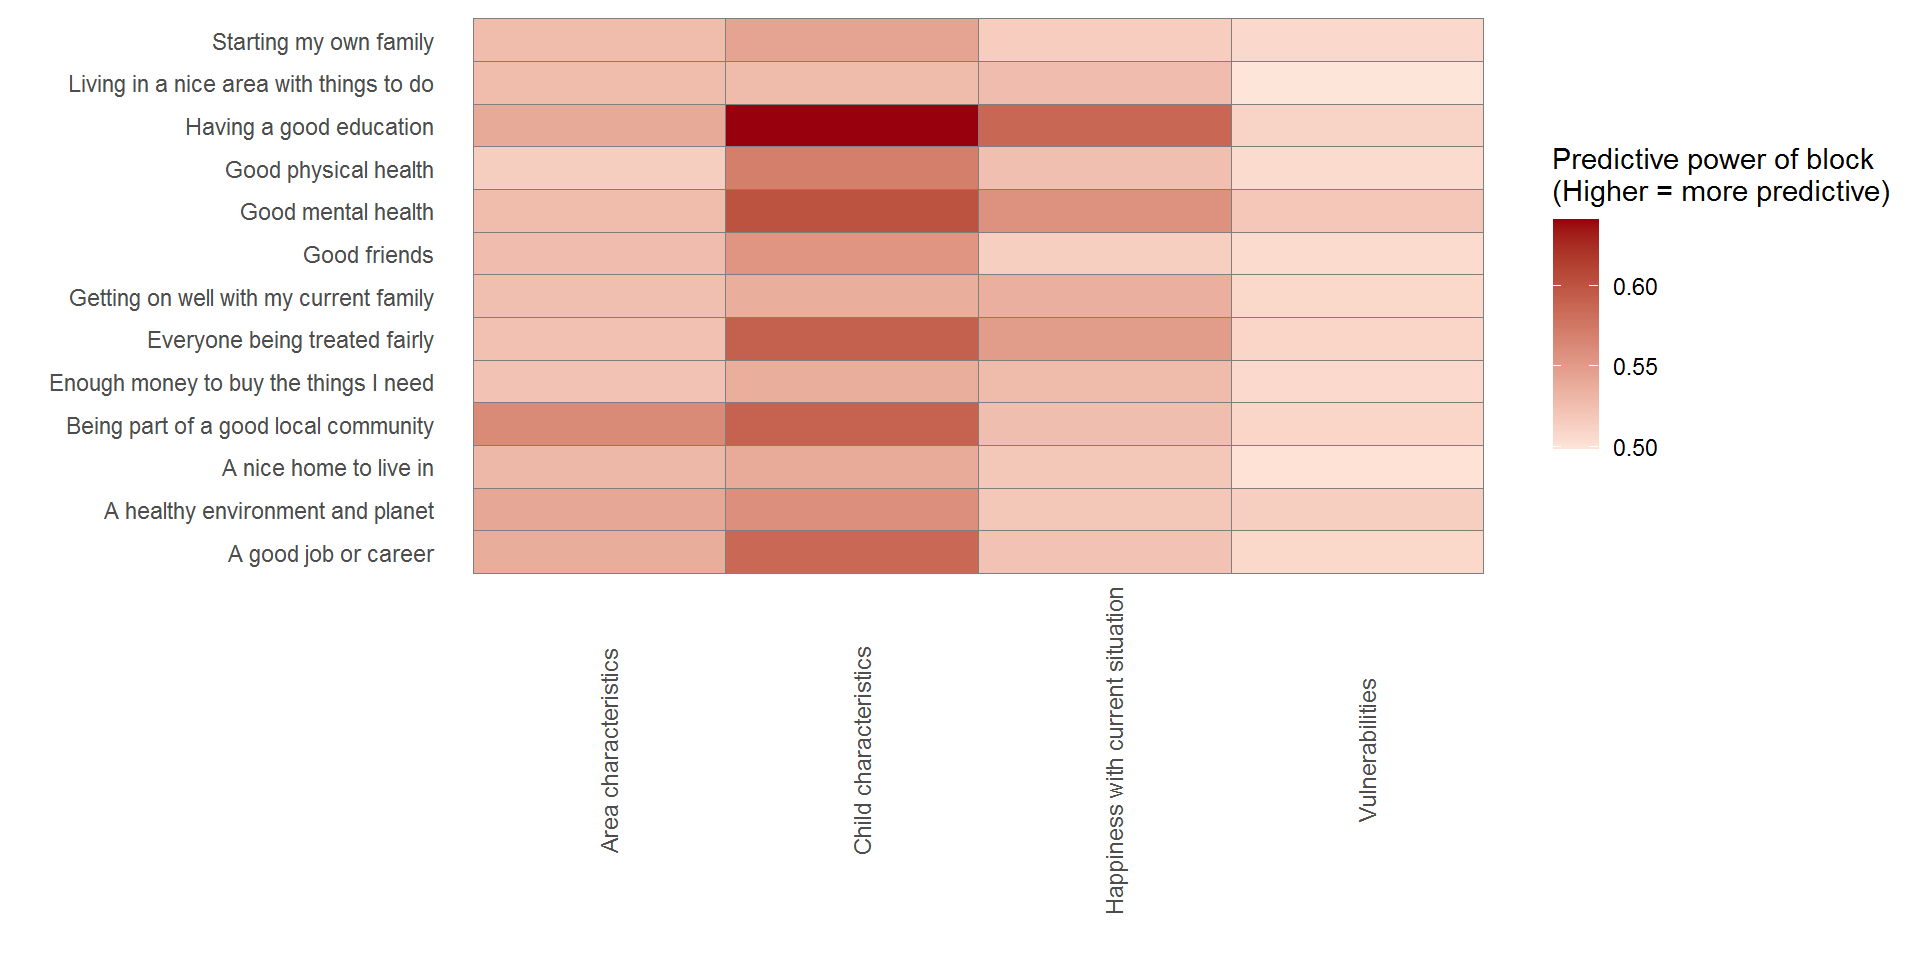 Starting my own family
Living in a nice area with things to do
Having a good education
Good physical health
Good mental health
Good friends
Getting on well with my current family
Everyone being treated fairly
Enough money to buy the things I need
Being part of a good local community
A nice home to live in
A healthy environment and planet
A good job or career
Area characteristics
Child characteristics
Happiness with current situation
Vulnerabilities
Predictive power of block
(Higher = more predictive)
0.60
0.55
0.50